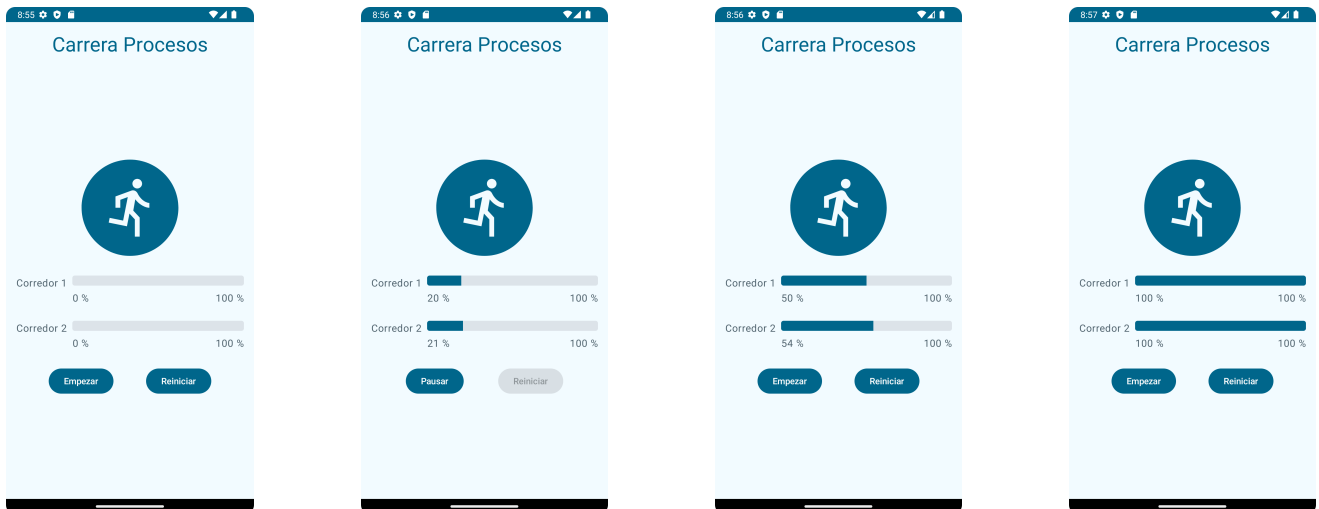 8:55
Carrera Procesos
Corredor 1
0 %
100 %
Corredor 2
0 %
100 %
Empezar
Reiniciar
8:56
Carrera Procesos
Corredor 1
20 %
100 %
Corredor 2
21 %
100 %
Pausar
Reiniciar
8:56
Carrera Procesos
Corredor 1
50 %
100 %
Corredor 2
54 %
100 %
Empezar
Reiniciar
8:57
Carrera Procesos
Corredor 1
100 %
100 %
Corredor 2
100 %
100 %
Empezar
Reiniciar